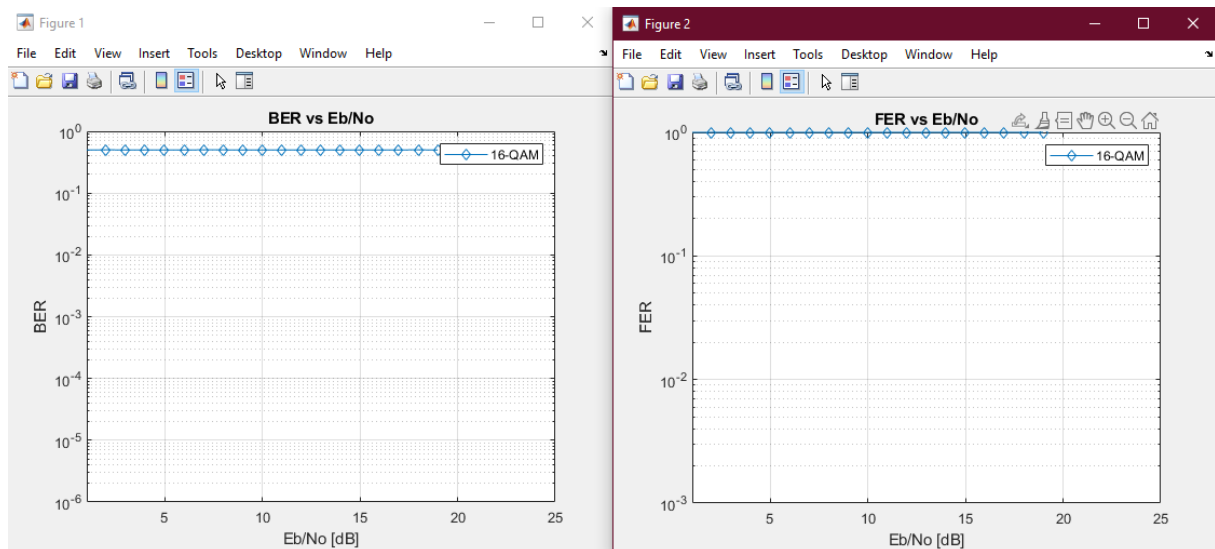 Figure 1
File Edit View Insert Tools Desktop Window Help
BER vs Eb/No
10^0
10^-1
10^-2
10^-3
10^-4
10^-5
10^-6
BER
16-QAM
5 10 15 20 25
Eb/No [dB]
Figure 2
File Edit View Insert Tools Desktop Window Help
FER vs Eb/No
10^0
10^-1
10^-2
10^-3
FER
16-QAM
5 10 15 20 25
Eb/No [dB]